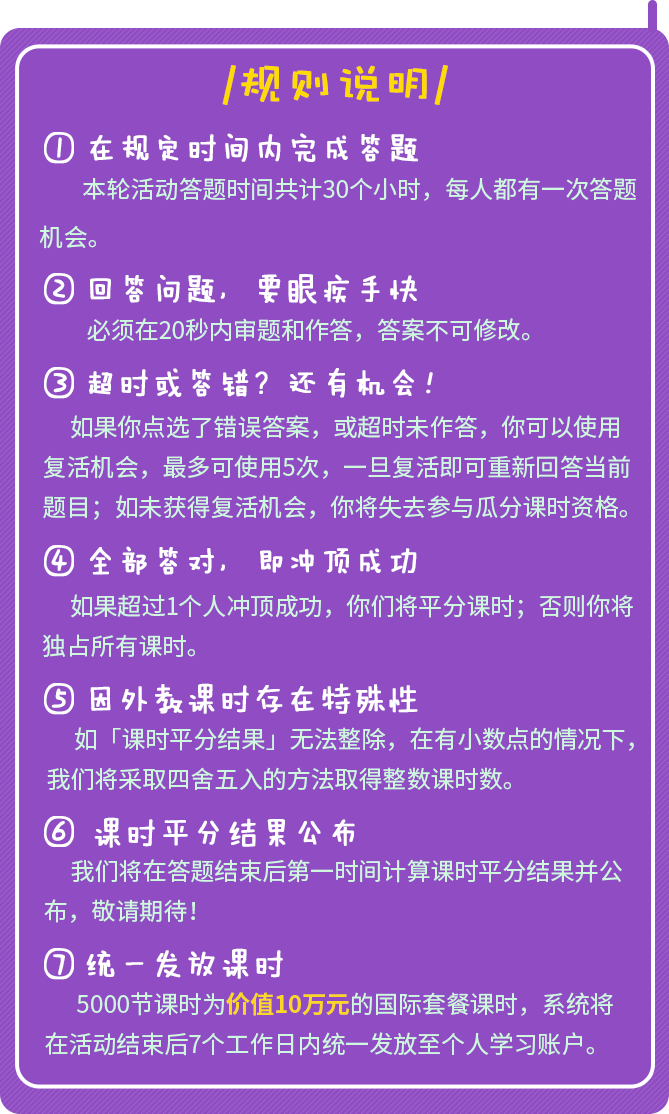 /规则说明/
① 在规定时间内完成答题
本轮活动答题时间共计30个小时，每人都有一次答题
机会。
② 回答问题，要眼疾手快
必须在20秒内审题和作答，答案不可修改。
③ 超时或答错？还有机会！
如果你点选了错误答案，或超时未作答，你可以使用
复活机会，最多可使用5次，一旦复活即可重新回答当前
题目；如未获得复活机会，你将失去参与瓜分课时资格。
④ 全部答对，即冲顶成功
如果超过1个人冲顶成功，你们将平分课时；否则你将
独占所有课时。
⑤ 因外教课时存在特殊性
如「课时平分结果」无法整除，在有小数点的情况下，
我们将采取四舍五入的方法取得整数课时数。
⑥ 课时平分结果公布
我们将在答题结束后第一时间计算课时平分结果并公
布，敬请期待！
⑦ 统一发放课时
5000节课时为价值10万元的国际套餐课时，系统将
在活动结束后7个工作日内统一发放至个人学习账户。